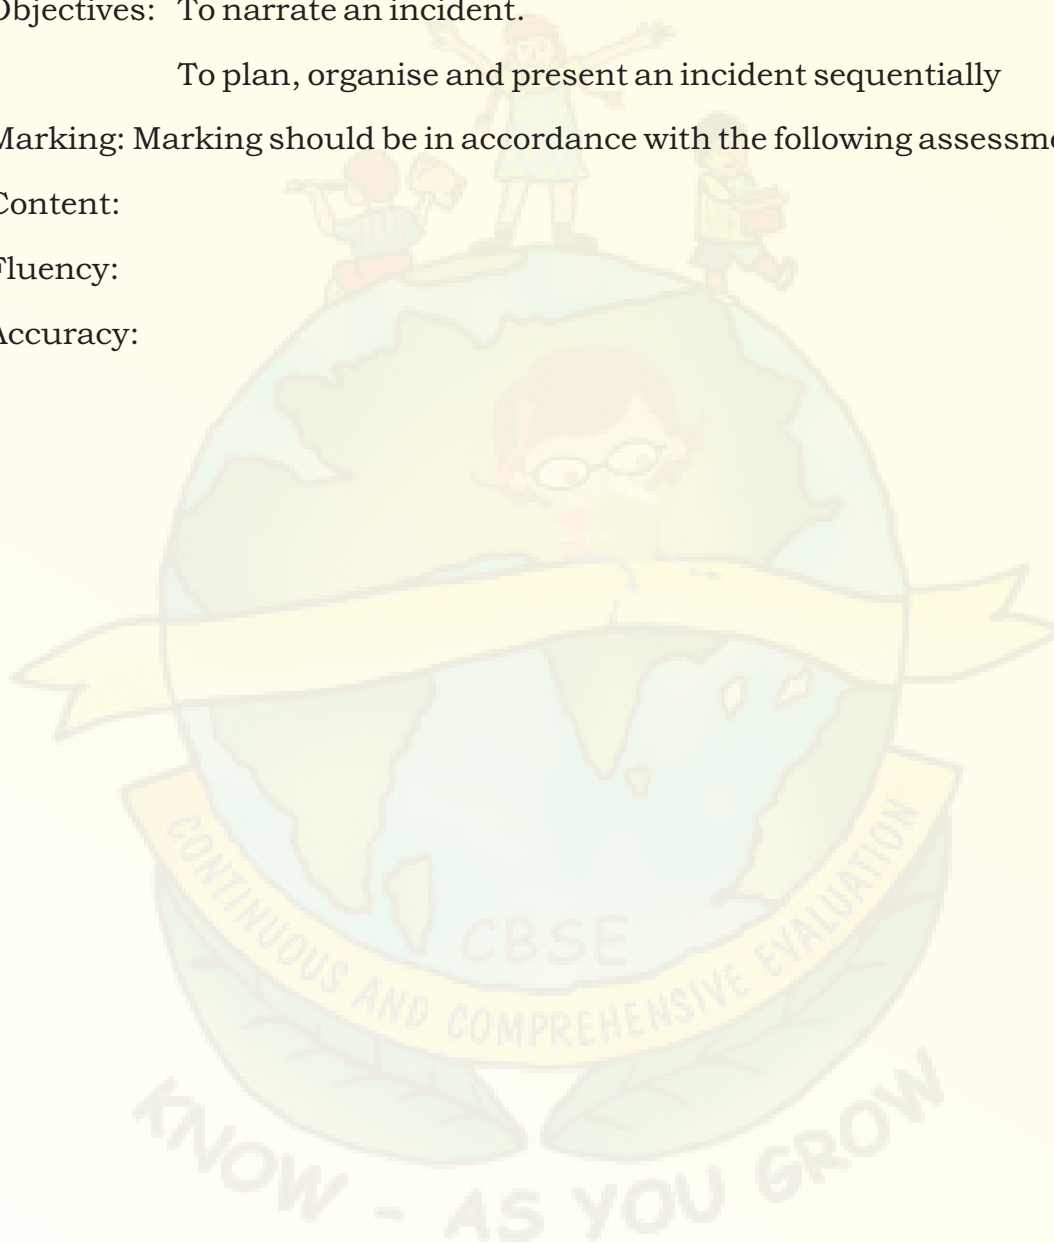 Objectives: To narrate an incident.
To plan, organise and present an incident sequentially
Marking: Marking should be in accordance with the following assessme
Content:
Fluency:
Accuracy:
CBSE
CONTINUOUS AND COMPREHENSIVE EVALUATION
KNOW - AS YOU GROW